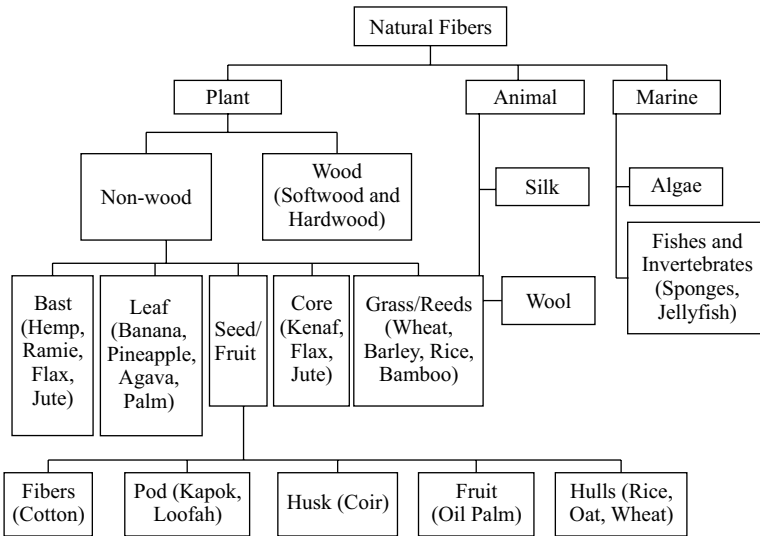 Natural Fibers
Plant
Animal
Marine
Non-wood
Wood
(Softwood and
Hardwood)
Silk
Algae
Fishes and
Invertebrates
(Sponges,
Jellyfish)
Wool
Bast
(Hemp,
Ramie,
Flax,
Jute)
Leaf
(Banana,
Pineapple,
Agava,
Palm)
Seed/
Fruit
Core
(Kenaf,
Flax,
Jute)
Grass/Reeds
(Wheat,
Barley, Rice,
Bamboo)
Fibers
(Cotton)
Pod (Kapok,
Loofah)
Husk (Coir)
Fruit
(Oil Palm)
Hulls (Rice,
Oat, Wheat)